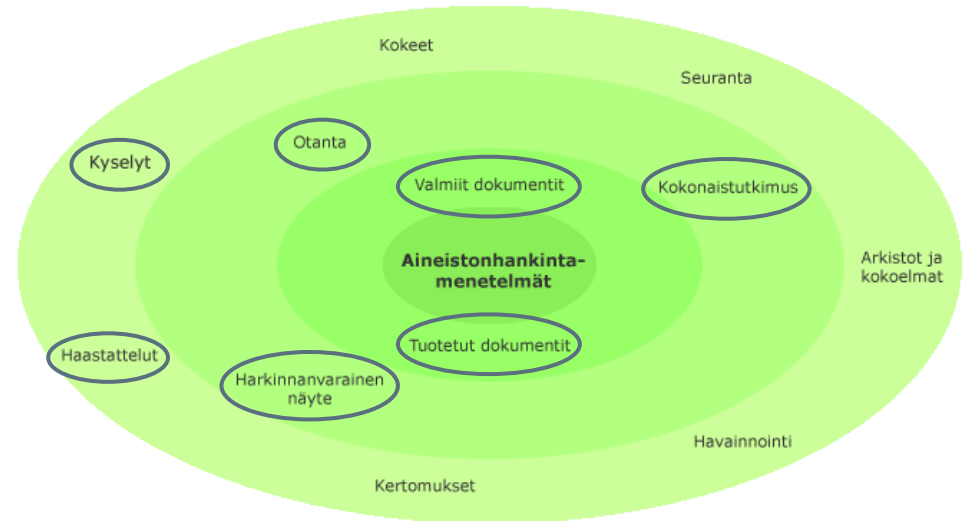 Kokeet
Seuranta
Otanta
Kyselyt
Valmiit dokumentit
Kokonaistutkimus
Aineistonhankinta-
menetelmät
Arkistot ja
kokoelmat
Tuotetut dokumentit
Haastattelut
Harkinnanvarainen
näyte
Havainnointi
Kertomukset